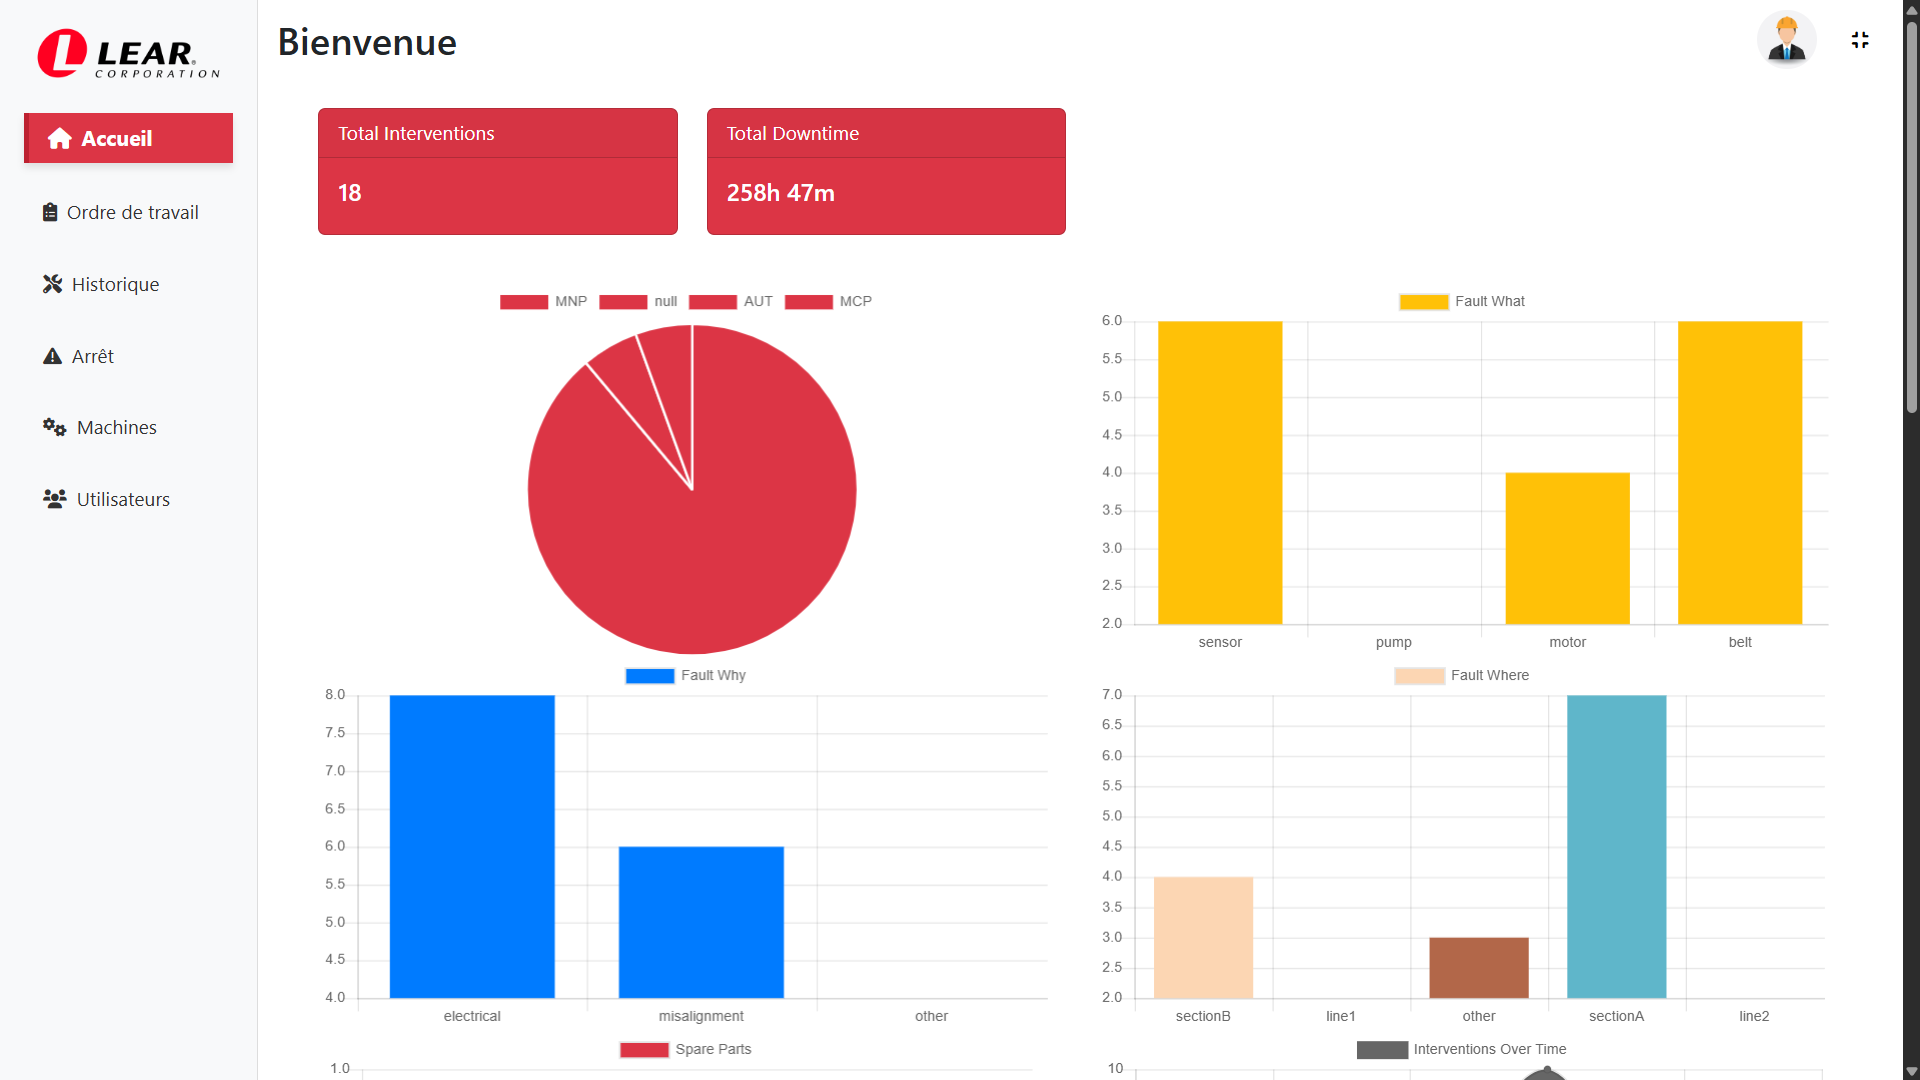 LEAR
CORPORATION
Bienvenue
Accueil
Ordre de travail
Historique
Arrêt
Machines
Utilisateurs
Total Interventions
18
Total Downtime
258h 47m
MNP null AUT MCP
Fault What
6.0
5.5
5.0
4.5
4.0
3.5
3.0
2.5
2.0
sensor pump motor belt
Fault Why
8.0
7.5
7.0
6.5
6.0
5.5
5.0
4.5
4.0
electrical misalignment other
Fault Where
7.0
6.5
6.0
5.5
5.0
4.5
4.0
3.5
3.0
2.5
2.0
sectionB line1 other sectionA line2
Spare Parts
1.0
Interventions Over Time
10